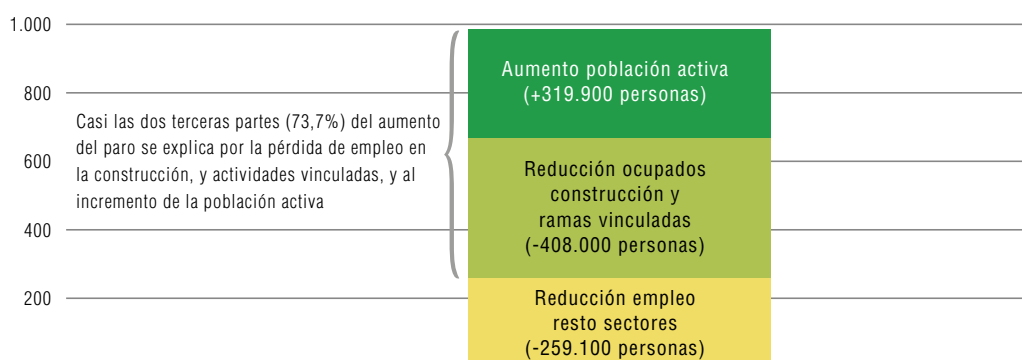 1.000
800
600
400
200
Casi las dos terceras partes (73,7%) del aumento
del paro se explica por la pérdida de empleo en
la construcción, y actividades vinculadas, y al
incremento de la población activa
Aumento población activa
(+319.900 personas)
Reducción ocupados
construcción y
ramas vinculadas
(-408.000 personas)
Reducción empleo
resto sectores
(-259.100 personas)